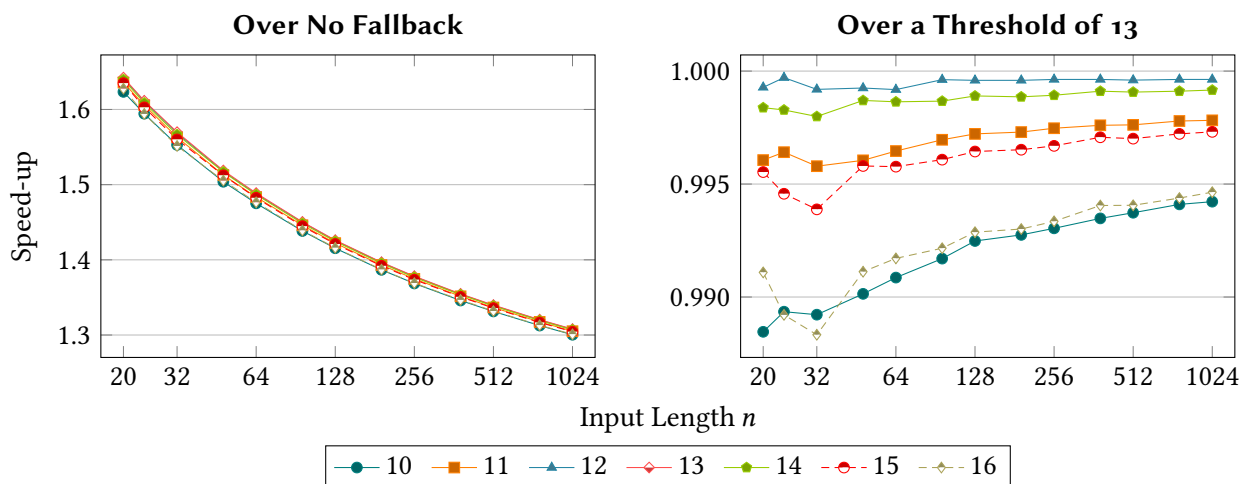 Over No Fallback
Over a Threshold of 13
Speed-up
1.6
1.5
1.4
1.3
20 32 64 128 256 512 1024
1.000
0.995
0.990
20 32 64 128 256 512 1024
Input Length n
10 11 12 13 14 15 16